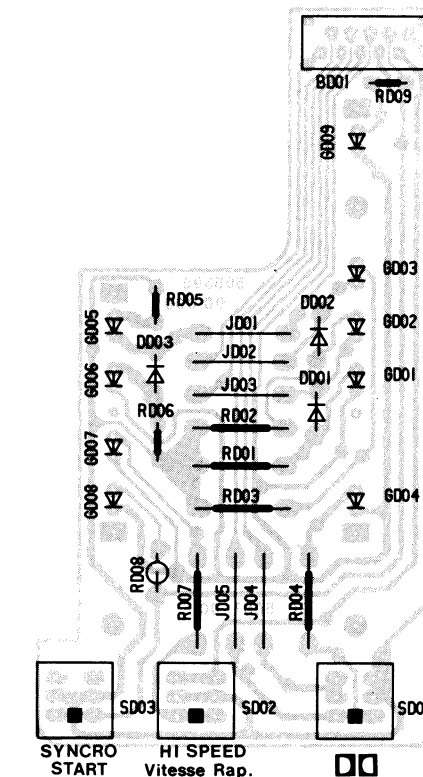 BD01
RD09
GD09
GD03
RD05
DD02
JD01
GD05
GD02
DD03
JD02
GD06
DD01
GD01
JD03
RD06
RD02
GD07
RD01
GD08
RD03
GD04
RD08
RD07
JD05
JD04
RD04
SD03
SD02
SYNCRO
START
HI SPEED
Vitesse Rap.